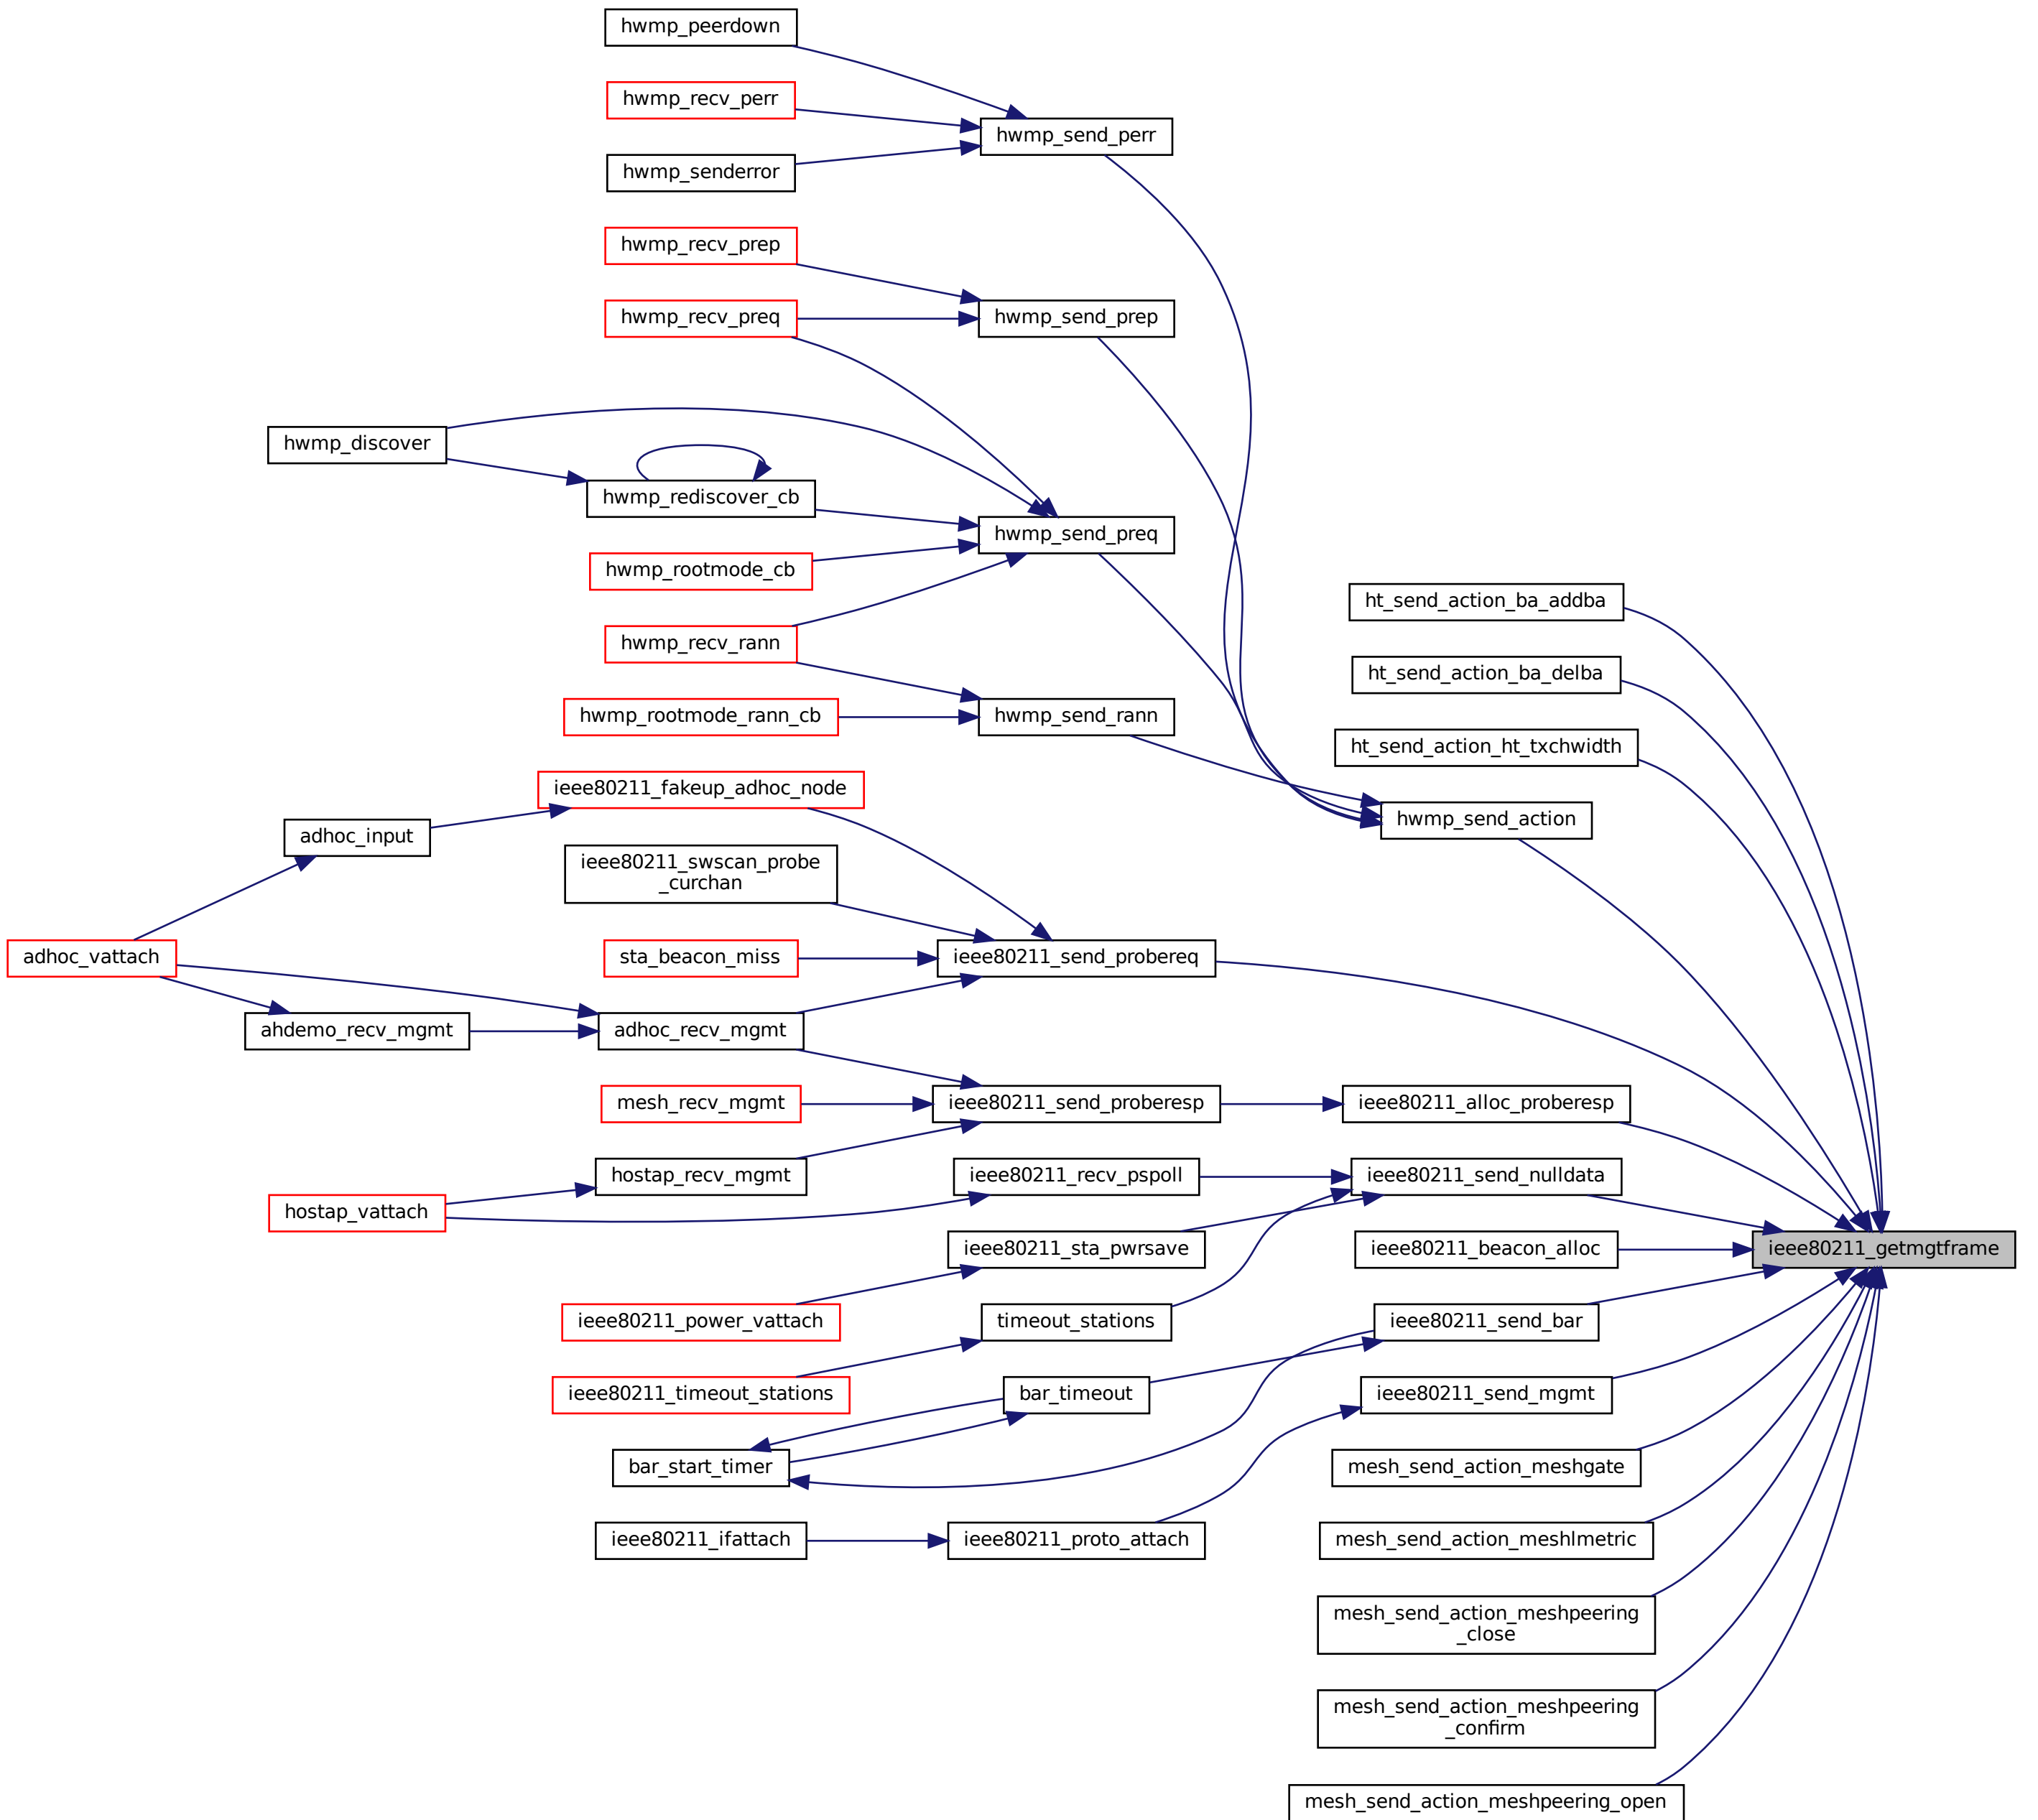 hwmp_peerdown
hwmp_recv_perr
hwmp_send_perr
hwmp_senderror
hwmp_recv_prep
hwmp_recv_preq
hwmp_send_prep
hwmp_discover
hwmp_rediscover_cb
hwmp_send_preq
hwmp_rootmode_cb
ht_send_action_ba_addba
hwmp_recv_rann
ht_send_action_ba_delba
hwmp_rootmode_rann_cb
hwmp_send_rann
ht_send_action_ht_txchwidth
ieee80211_fakeup_adhoc_node
hwmp_send_action
adhoc_input
ieee80211_swscan_probe
_curchan
adhoc_vattach
sta_beacon_miss
ieee80211_send_probereq
ahdemo_recv_mgmt
adhoc_recv_mgmt
mesh_recv_mgmt
ieee80211_send_proberesp
ieee80211_alloc_proberesp
hostap_recv_mgmt
ieee80211_recv_pspoll
ieee80211_send_nulldata
hostap_vattach
ieee80211_sta_pwrsave
ieee80211_beacon_alloc
ieee80211_getmgtframe
ieee80211_power_vattach
timeout_stations
ieee80211_send_bar
ieee80211_timeout_stations
bar_timeout
ieee80211_send_mgmt
bar_start_timer
mesh_send_action_meshgate
ieee80211_ifattach
ieee80211_proto_attach
mesh_send_action_meshlmetric
mesh_send_action_meshpeering
_close
mesh_send_action_meshpeering
_confirm
mesh_send_action_meshpeering_open